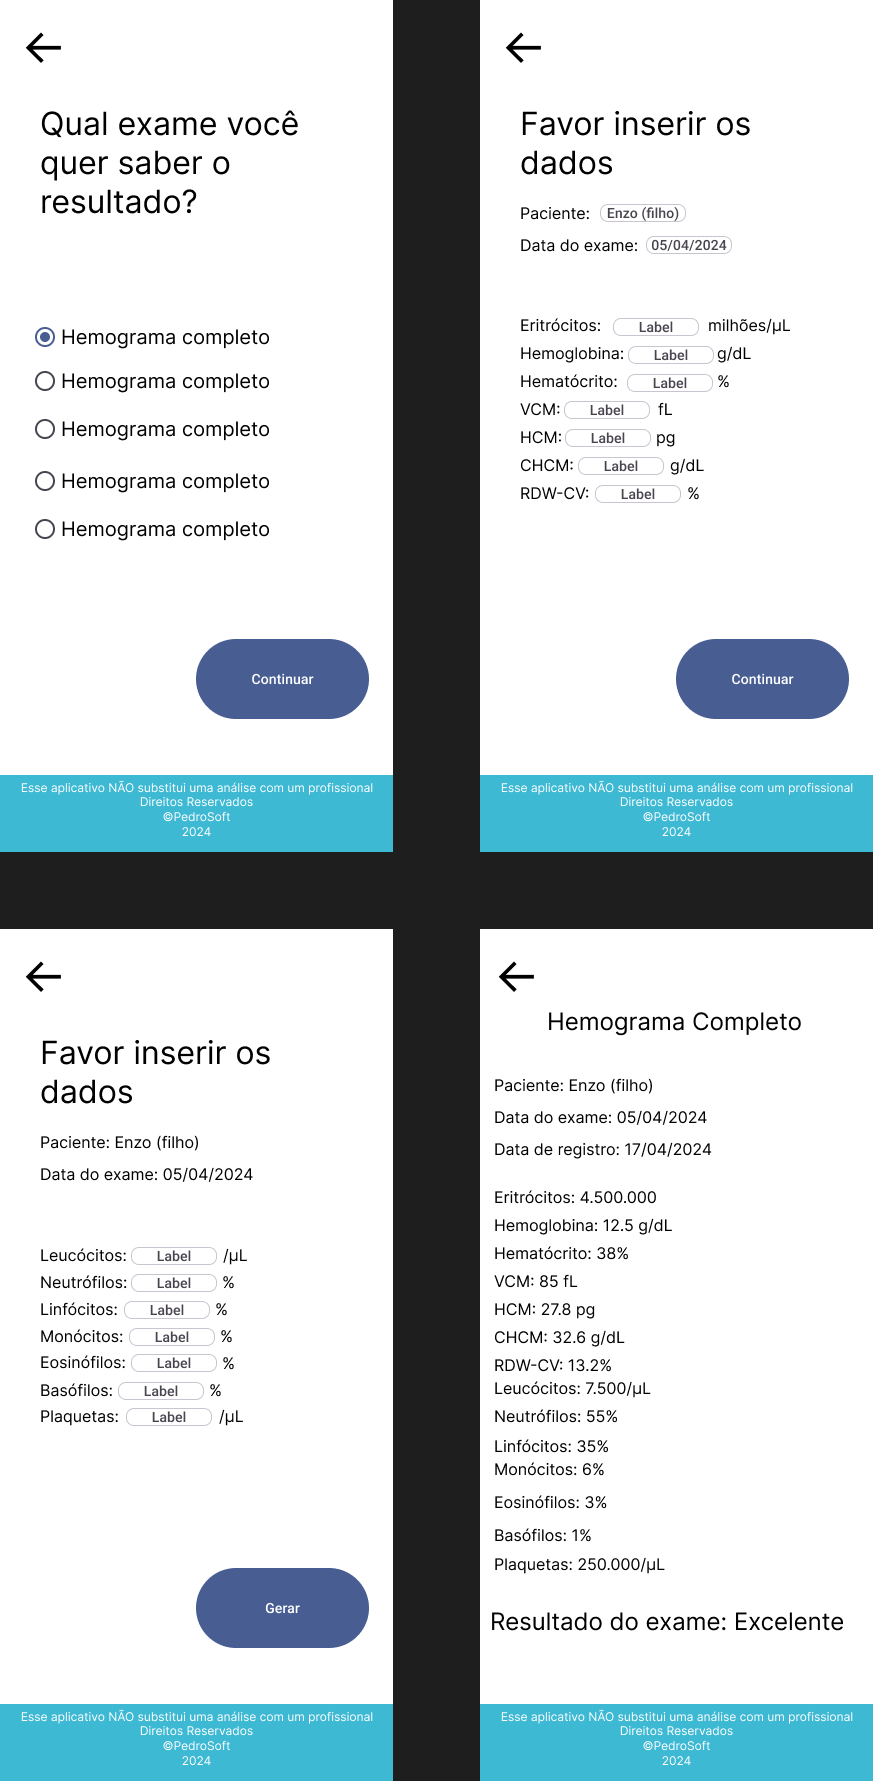 Qual exame você
quer saber o
resultado?
Hemograma completo
Hemograma completo
Hemograma completo
Hemograma completo
Hemograma completo
Continuar
Esse aplicativo NÃO substitui uma análise com um profissional
Direitos Reservados
©PedroSoft
2024
Favor inserir os
dados
Paciente: Enzo (filho)
Data do exame: 05/04/2024
Eritrócitos: Label milhões/μL
Hemoglobina: Label g/dL
Hematócrito: Label %
VCM: Label fL
HCM: Label pg
CHCM: Label g/dL
RDW-CV: Label %
Continuar
Esse aplicativo NÃO substitui uma análise com um profissional
Direitos Reservados
©PedroSoft
2024
Favor inserir os
dados
Paciente: Enzo (filho)
Data do exame: 05/04/2024
Leucócitos: Label /μL
Neutrófilos: Label %
Linfócitos: Label %
Monócitos: Label %
Eosinófilos: Label %
Basófilos: Label %
Plaquetas: Label /μL
Gerar
Esse aplicativo NÃO substitui uma análise com um profissional
Direitos Reservados
©PedroSoft
2024
Hemograma Completo
Paciente: Enzo (filho)
Data do exame: 05/04/2024
Data de registro: 17/04/2024
Eritrócitos: 4.500.000
Hemoglobina: 12.5 g/dL
Hematócrito: 38%
VCM: 85 fL
HCM: 27.8 pg
CHCM: 32.6 g/dL
RDW-CV: 13.2%
Leucócitos: 7.500/μL
Neutrófilos: 55%
Linfócitos: 35%
Monócitos: 6%
Eosinófilos: 3%
Basófilos: 1%
Plaquetas: 250.000/μL
Resultado do exame: Excelente
Esse aplicativo NÃO substitui uma análise com um profissional
Direitos Reservados
©PedroSoft
2024